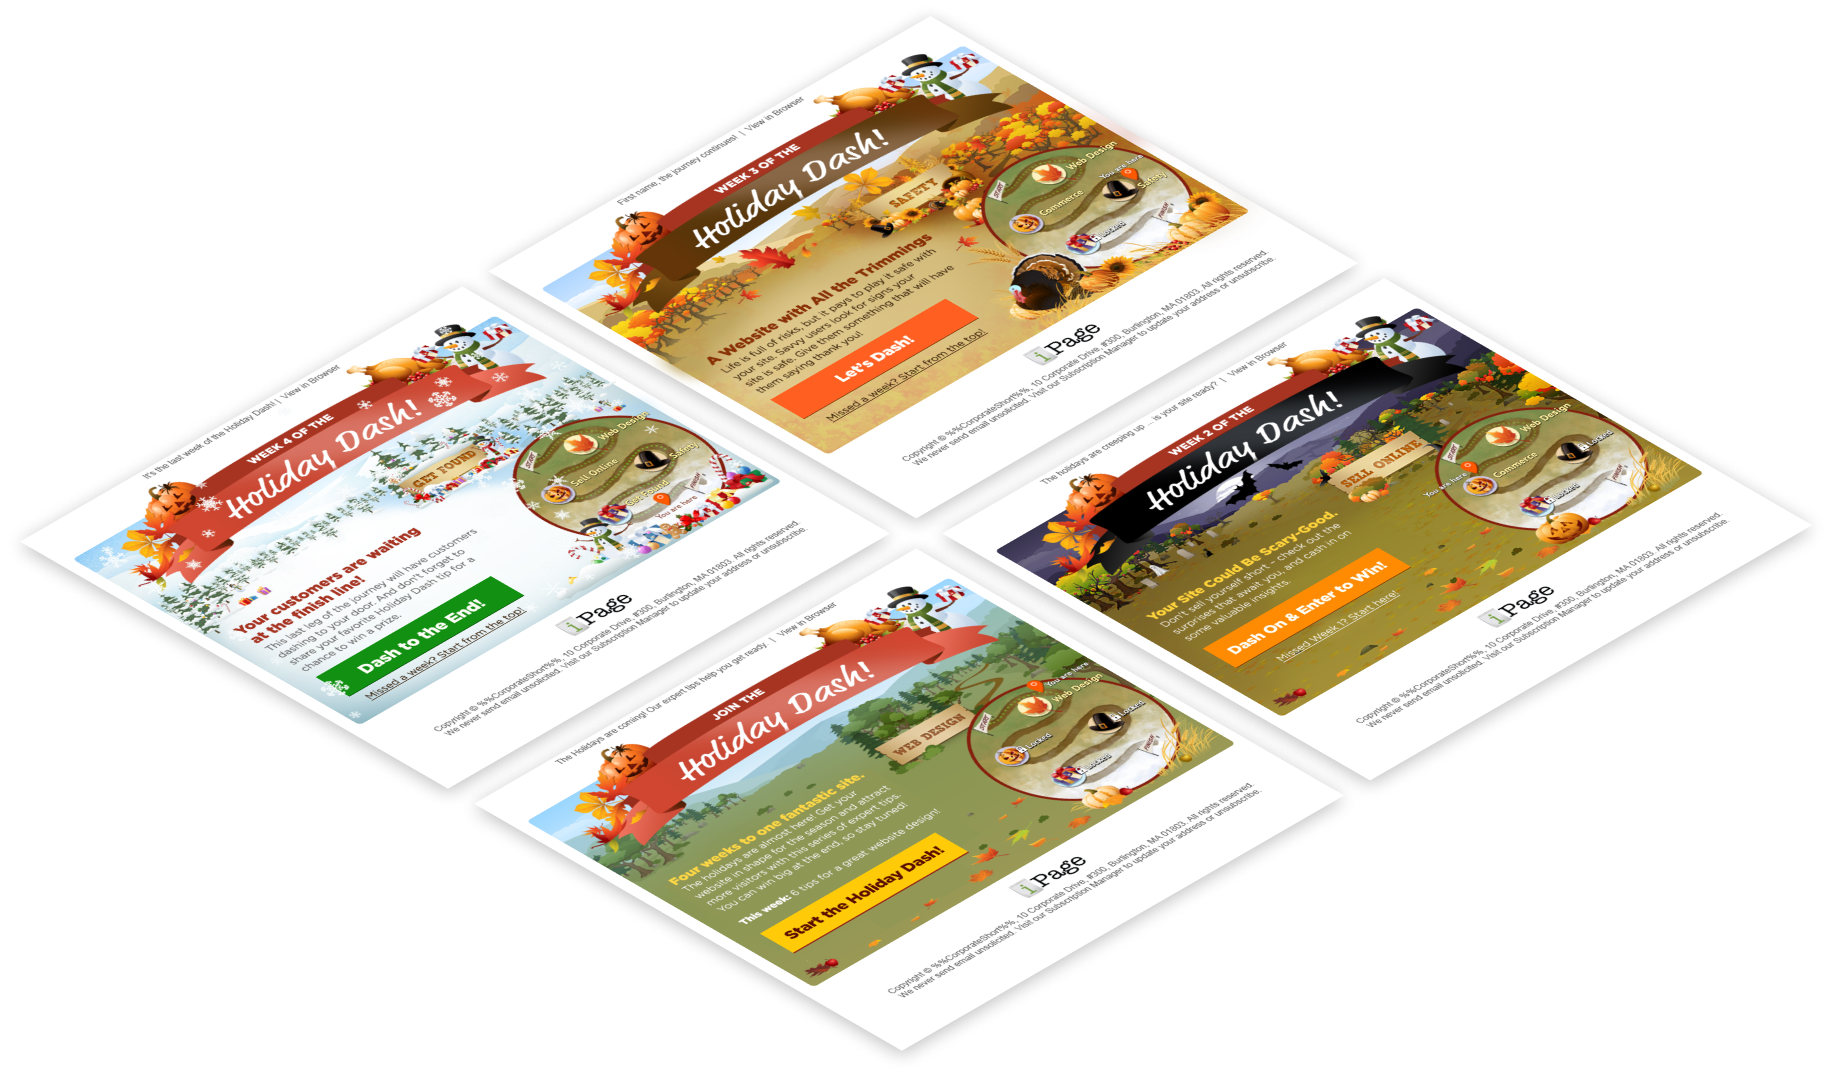 First name, the journey continues! | View in Browser
WEEK 3 OF THE
Holiday Dash!
SAFETY
START
Web Design
You are here
Safety
Commerce
Locked
FINISH
A Website with All the Trimmings
Life is full of risks, but it pays to play it safe with
your site. Savvy users look for signs your
site is safe. Give them something that will have
them saying thank you!
Let's Dash!
Missed a week? Start from the top!
iPage
Copyright © %%CorporateShort%%, 10 Corporate Drive, #300, Burlington, MA 01803. All rights reserved.
We never send email unsolicited. Visit our Subscription Manager to update your address or unsubscribe.
It's the last week of the Holiday Dash! | View in Browser
WEEK 4 OF THE
Holiday Dash!
GET FOUND
START
Web Design
Safety
Sell Online
Get Found
FINISH
You are here
Your customers are waiting
at the finish line!
This last leg of the journey will have customers
dashing to your door. And don't forget to
share your favorite Holiday Dash tip for a
chance to win a prize.
Dash to the End!
Missed a week? Start from the top!
iPage
Copyright © %%CorporateShort%%, 10 Corporate Drive, #300, Burlington, MA 01803. All rights reserved.
We never send email unsolicited. Visit our Subscription Manager to update your address or unsubscribe.
The holidays are creeping up ... is your site ready? | View in Browser
WEEK 2 OF THE
Holiday Dash!
SELL ONLINE
START
Web Design
Locked
You are here
Commerce
Locked
FINISH
Your Site Could Be Scary-Good.
Don't sell yourself short – check out the
surprises that await you, and cash in on
some valuable insights.
Dash On & Enter to Win!
Missed Week 1? Start here!
iPage
Copyright © %%CorporateShort%%, 10 Corporate Drive, #300, Burlington, MA 01803. All rights reserved.
We never send email unsolicited. Visit our Subscription Manager to update your address or unsubscribe.
The Holidays are coming! Our expert tips help you get ready | View in Browser
JOIN THE
Holiday Dash!
WEB DESIGN
START
You are here
Web Design
Locked
Locked
Locked
FINISH
Four weeks to one fantastic site.
The holidays are almost here! Get your
website in shape for the season and attract
more visitors with this series of expert tips.
You can win big at the end, so stay tuned!
This week: 6 tips for a great website design!
Start the Holiday Dash!
iPage
Copyright © %%CorporateShort%%, 10 Corporate Drive, #300, Burlington, MA 01803. All rights reserved.
We never send email unsolicited. Visit our Subscription Manager to update your address or unsubscribe.